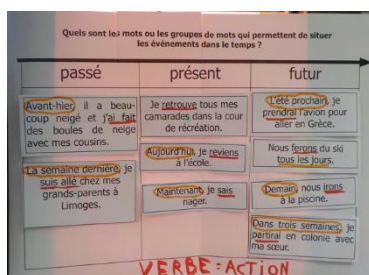 Quels sont les mots ou les groupes de mots qui permettent de situer
les événements dans le temps ?
passé
présent
futur
Avant-hier, il a beau-
coup neigé et j'ai fait
des boules de neige
avec mes cousins.
La semaine dernière, je
suis allé chez mes
grands-parents à
Limoges.
Je retrouve tous mes
camarades dans la cour
de récréation.
Aujourd'hui, je reviens
à l'école.
Maintenant, je sais
nager.
L'été prochain, je
prendrai l'avion pour
aller en Grèce.
Nous ferons du ski
tous les jours.
Demain, nous irons
à la piscine.
Dans trois semaines, je
partirai en colonie avec
ma sœur.
VERBE : ACTION